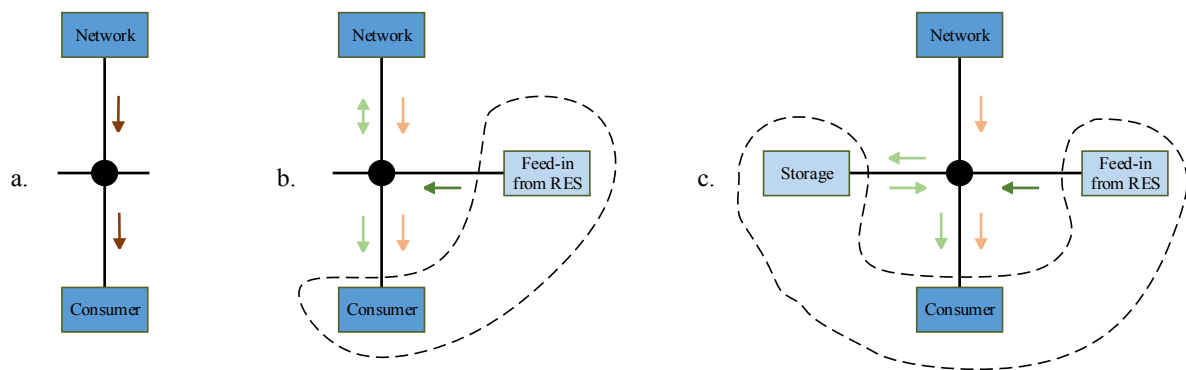 Network
a.
Consumer
Network
b.
Feed-in
from RES
Consumer
Network
c.
Storage
Feed-in
from RES
Consumer